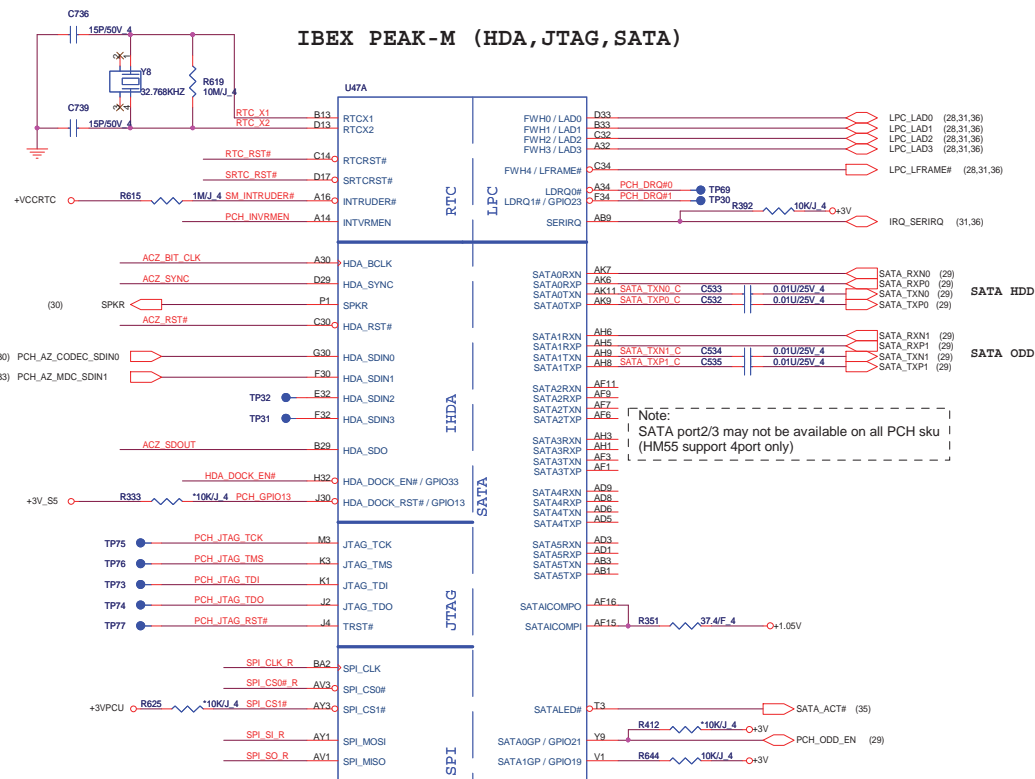 IBEX PEAK-M (HDA,JTAG,SATA)
C736
15P/50V_4
Y8
32.768KHZ
2
1
3
4
R619
10M/J_4
C739
15P/50V_4
U47A
RTC_X1 B13 RTCX1
RTC_X2 D13 RTCX2
RTC_RST# C14 RTCRST#
SRTC_RST# D17 SRTCRST#
+VCCRTC R615 1M/J_4 SM_INTRUDER# A16 INTRUDER#
PCH_INVRMEN A14 INTVRMEN
RTC
LPC
FWH0 / LAD0 D33 LPC_LAD0 (28,31,36)
FWH1 / LAD1 B33 LPC_LAD1 (28,31,36)
FWH2 / LAD2 C32 LPC_LAD2 (28,31,36)
FWH3 / LAD3 A32 LPC_LAD3 (28,31,36)
FWH4 / LFRAME# C34 LPC_LFRAME# (28,31,36)
LDRQ0# A34 PCH_DRQ#0 TP69
LDRQ1# / GPIO23 F34 PCH_DRQ#1 TP30
R392 10K/J_4 +3V
SERIRQ AB9 IRQ_SERIRQ (31,36)
ACZ_BIT_CLK A30 HDA_BCLK
ACZ_SYNC D29 HDA_SYNC
(30) SPKR P1 SPKR
ACZ_RST# C30 HDA_RST#
30) PCH_AZ_CODEC_SDIN0 G30 HDA_SDIN0
33) PCH_AZ_MDC_SDIN1 F30 HDA_SDIN1
TP32 E32 HDA_SDIN2
TP31 F32 HDA_SDIN3
ACZ_SDOUT B29 HDA_SDO
HDA_DOCK_EN# H32 HDA_DOCK_EN# / GPIO33
+3V_S5 R333 *10K/J_4 PCH_GPIO13 J30 HDA_DOCK_RST# / GPIO13
IHDA
SATA
SATA0RXN AK7 SATA_RXN0 (29)
SATA0RXP AK6 SATA_RXP0 (29)
SATA0TXN AK11 SATA_TXN0_C C533 0.01U/25V_4 SATA_TXN0 (29)
SATA0TXP AK9 SATA_TXP0_C C532 0.01U/25V_4 SATA_TXP0 (29)
SATA HDD
SATA1RXN AH6 SATA_RXN1 (29)
SATA1RXP AH5 SATA_RXP1 (29)
SATA1TXN AH9 SATA_TXN1_C C534 0.01U/25V_4 SATA_TXN1 (29)
SATA1TXP AH8 SATA_TXP1_C C535 0.01U/25V_4 SATA_TXP1 (29)
SATA ODD
SATA2RXN AF11
SATA2RXP AF9
SATA2TXN AF7
SATA2TXP AF6
Note:
SATA port2/3 may not be available on all PCH sku
(HM55 support 4port only)
SATA3RXN AH3
SATA3RXP AH1
SATA3TXN AF3
SATA3TXP AF1
SATA4RXN AD9
SATA4RXP AD8
SATA4TXN AD6
SATA4TXP AD5
SATA5RXN AD3
SATA5RXP AD1
SATA5TXN AB3
SATA5TXP AB1
TP75 PCH_JTAG_TCK M3 JTAG_TCK
TP76 PCH_JTAG_TMS K3 JTAG_TMS
TP73 PCH_JTAG_TDI K1 JTAG_TDI
TP74 PCH_JTAG_TDO J2 JTAG_TDO
TP77 PCH_JTAG_RST# J4 TRST#
JTAG
SATAICOMPO AF16
SATAICOMPI AF15 R351 37.4/F_4 +1.05V
SPI_CLK_R BA2 SPI_CLK
SPI_CS0#_R AV3 SPI_CS0#
+3VPCU R625 *10K/J_4 SPI_CS1# AY3 SPI_CS1#
SPI_SI_R AY1 SPI_MOSI
SPI_SO_R AV1 SPI_MISO
SPI
SATALED# T3 SATA_ACT# (35)
R412 *10K/J_4 +3V
SATA0GP / GPIO21 Y9 PCH_ODD_EN (29)
SATA1GP / GPIO19 V1 R644 10K/J_4 +3V